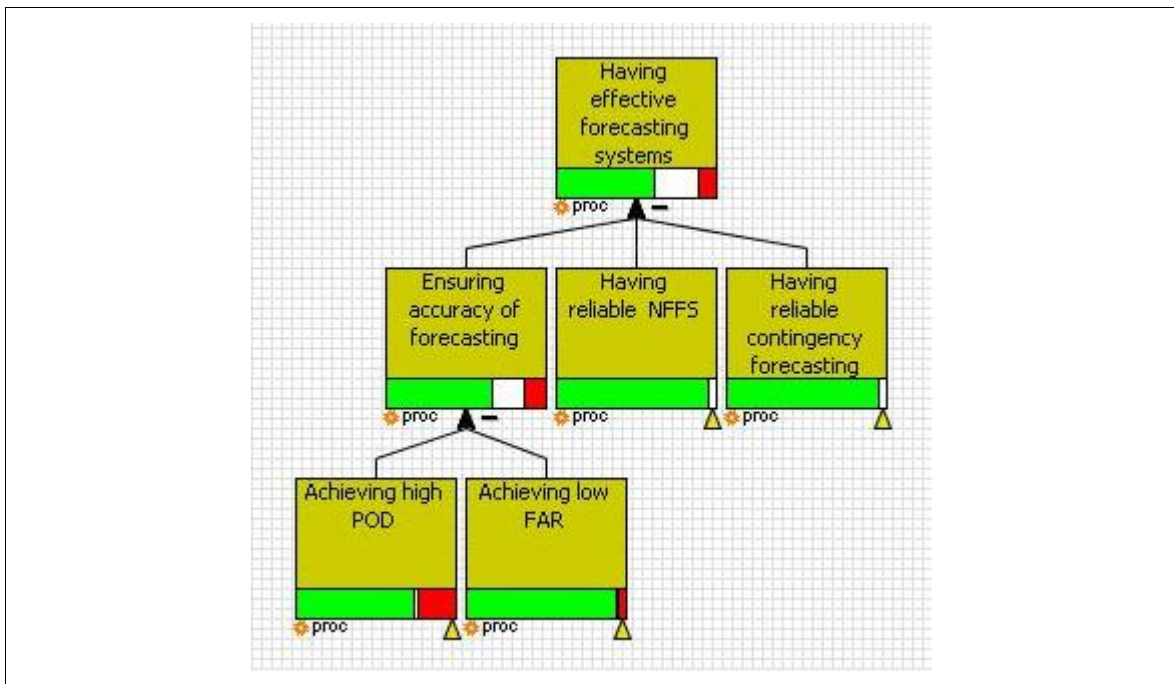 Having
effective
forecasting
systems
proc
Ensuring
accuracy of
forecasting
proc
Having
reliable NFFS
proc
Having
reliable
contingency
forecasting
proc
Achieving high
POD
proc
Achieving low
FAR
proc